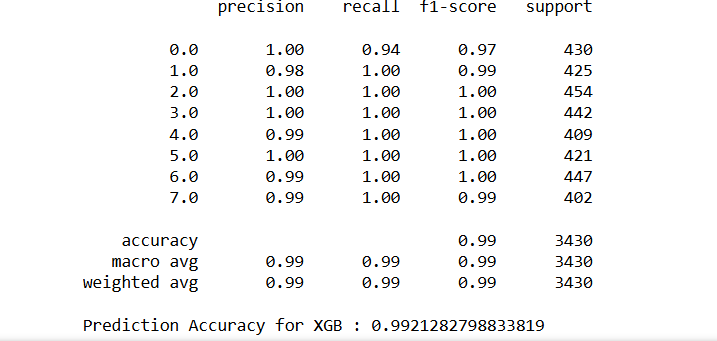 precision recall f1-score support
0.0 1.00 0.94 0.97 430
1.0 0.98 1.00 0.99 425
2.0 1.00 1.00 1.00 454
3.0 1.00 1.00 1.00 442
4.0 0.99 1.00 1.00 409
5.0 1.00 1.00 1.00 421
6.0 0.99 1.00 1.00 447
7.0 0.99 1.00 0.99 402
accuracy 0.99 3430
macro avg 0.99 0.99 0.99 3430
weighted avg 0.99 0.99 0.99 3430
Prediction Accuracy for XGB : 0.9921282798833819